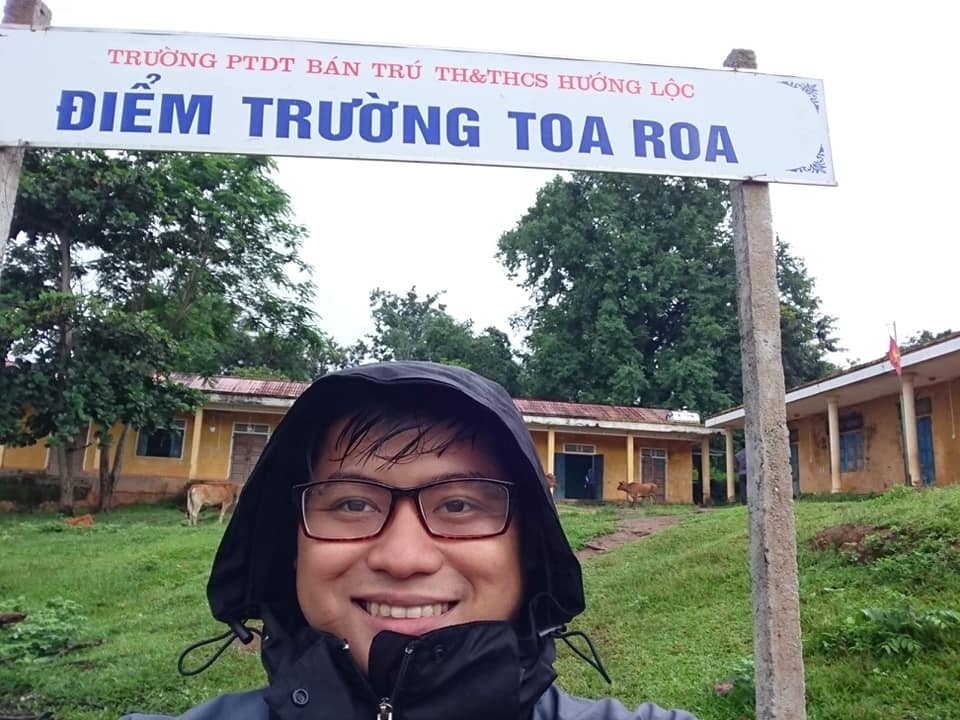 TRƯỜNG PTDT BÁN TRÚ TH&THCS HƯỚNG LỘC
ĐIỂM TRƯỜNG TOA ROA